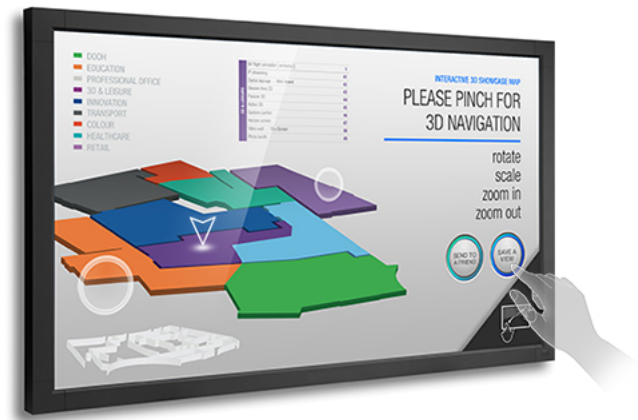 DOOH
EDUCATION
PROFESSIONAL OFFICE
3D & LEISURE
INNOVATION
TRANSPORT
COLOUR
HEALTHCARE
RETAIL
INTERACTIVE 3D SHOWCASE MAP
PLEASE PINCH FOR
3D NAVIGATION
rotate
scale
zoom in
zoom out
SEND TO
A FRIEND
SAVE A
VIEW